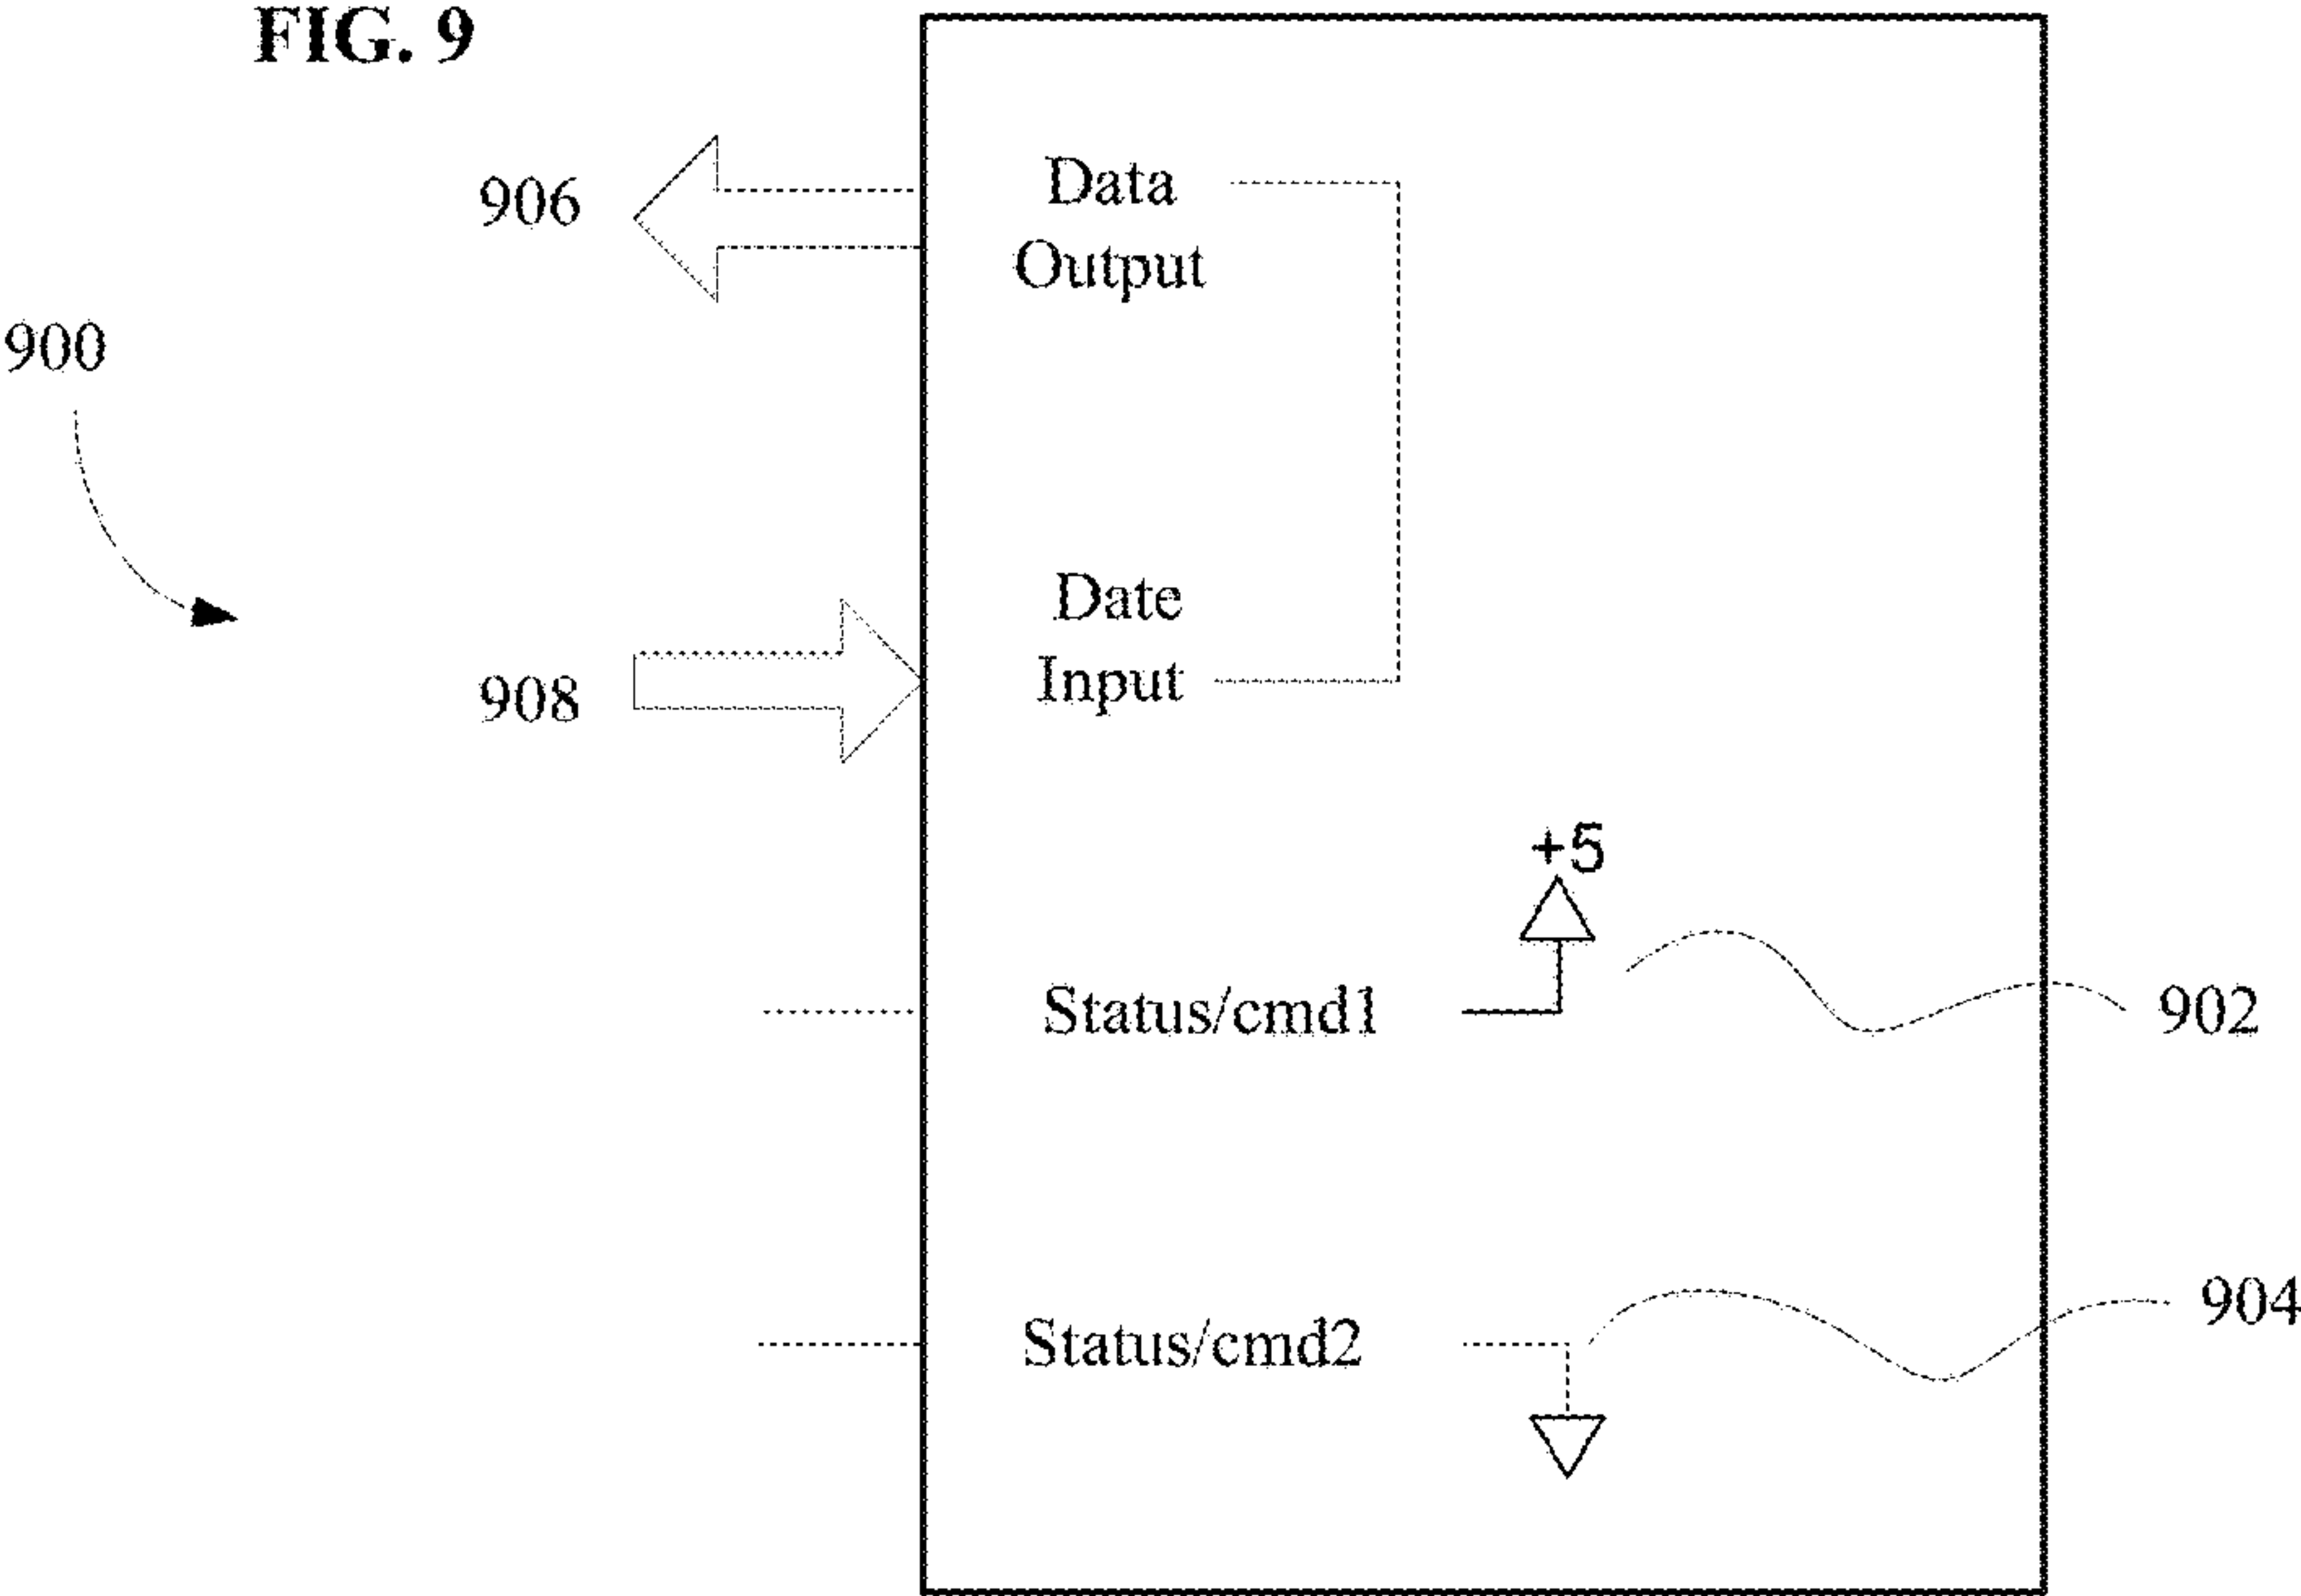 FIG. 9
906
Data
Output
900
Date
Input
908
+5
Status/cmd1
902
Status/cmd2
904